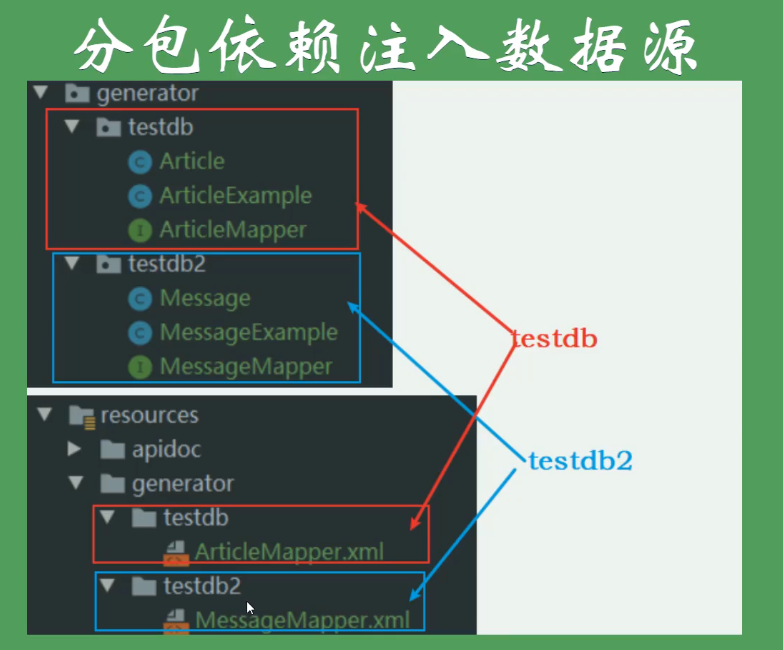 分包依赖注入数据源
generator
testdb
Article
ArticleExample
ArticleMapper
testdb2
Message
MessageExample
MessageMapper
testdb
testdb2
resources
apidoc
generator
testdb
ArticleMapper.xml
testdb2
MessageMapper.xml